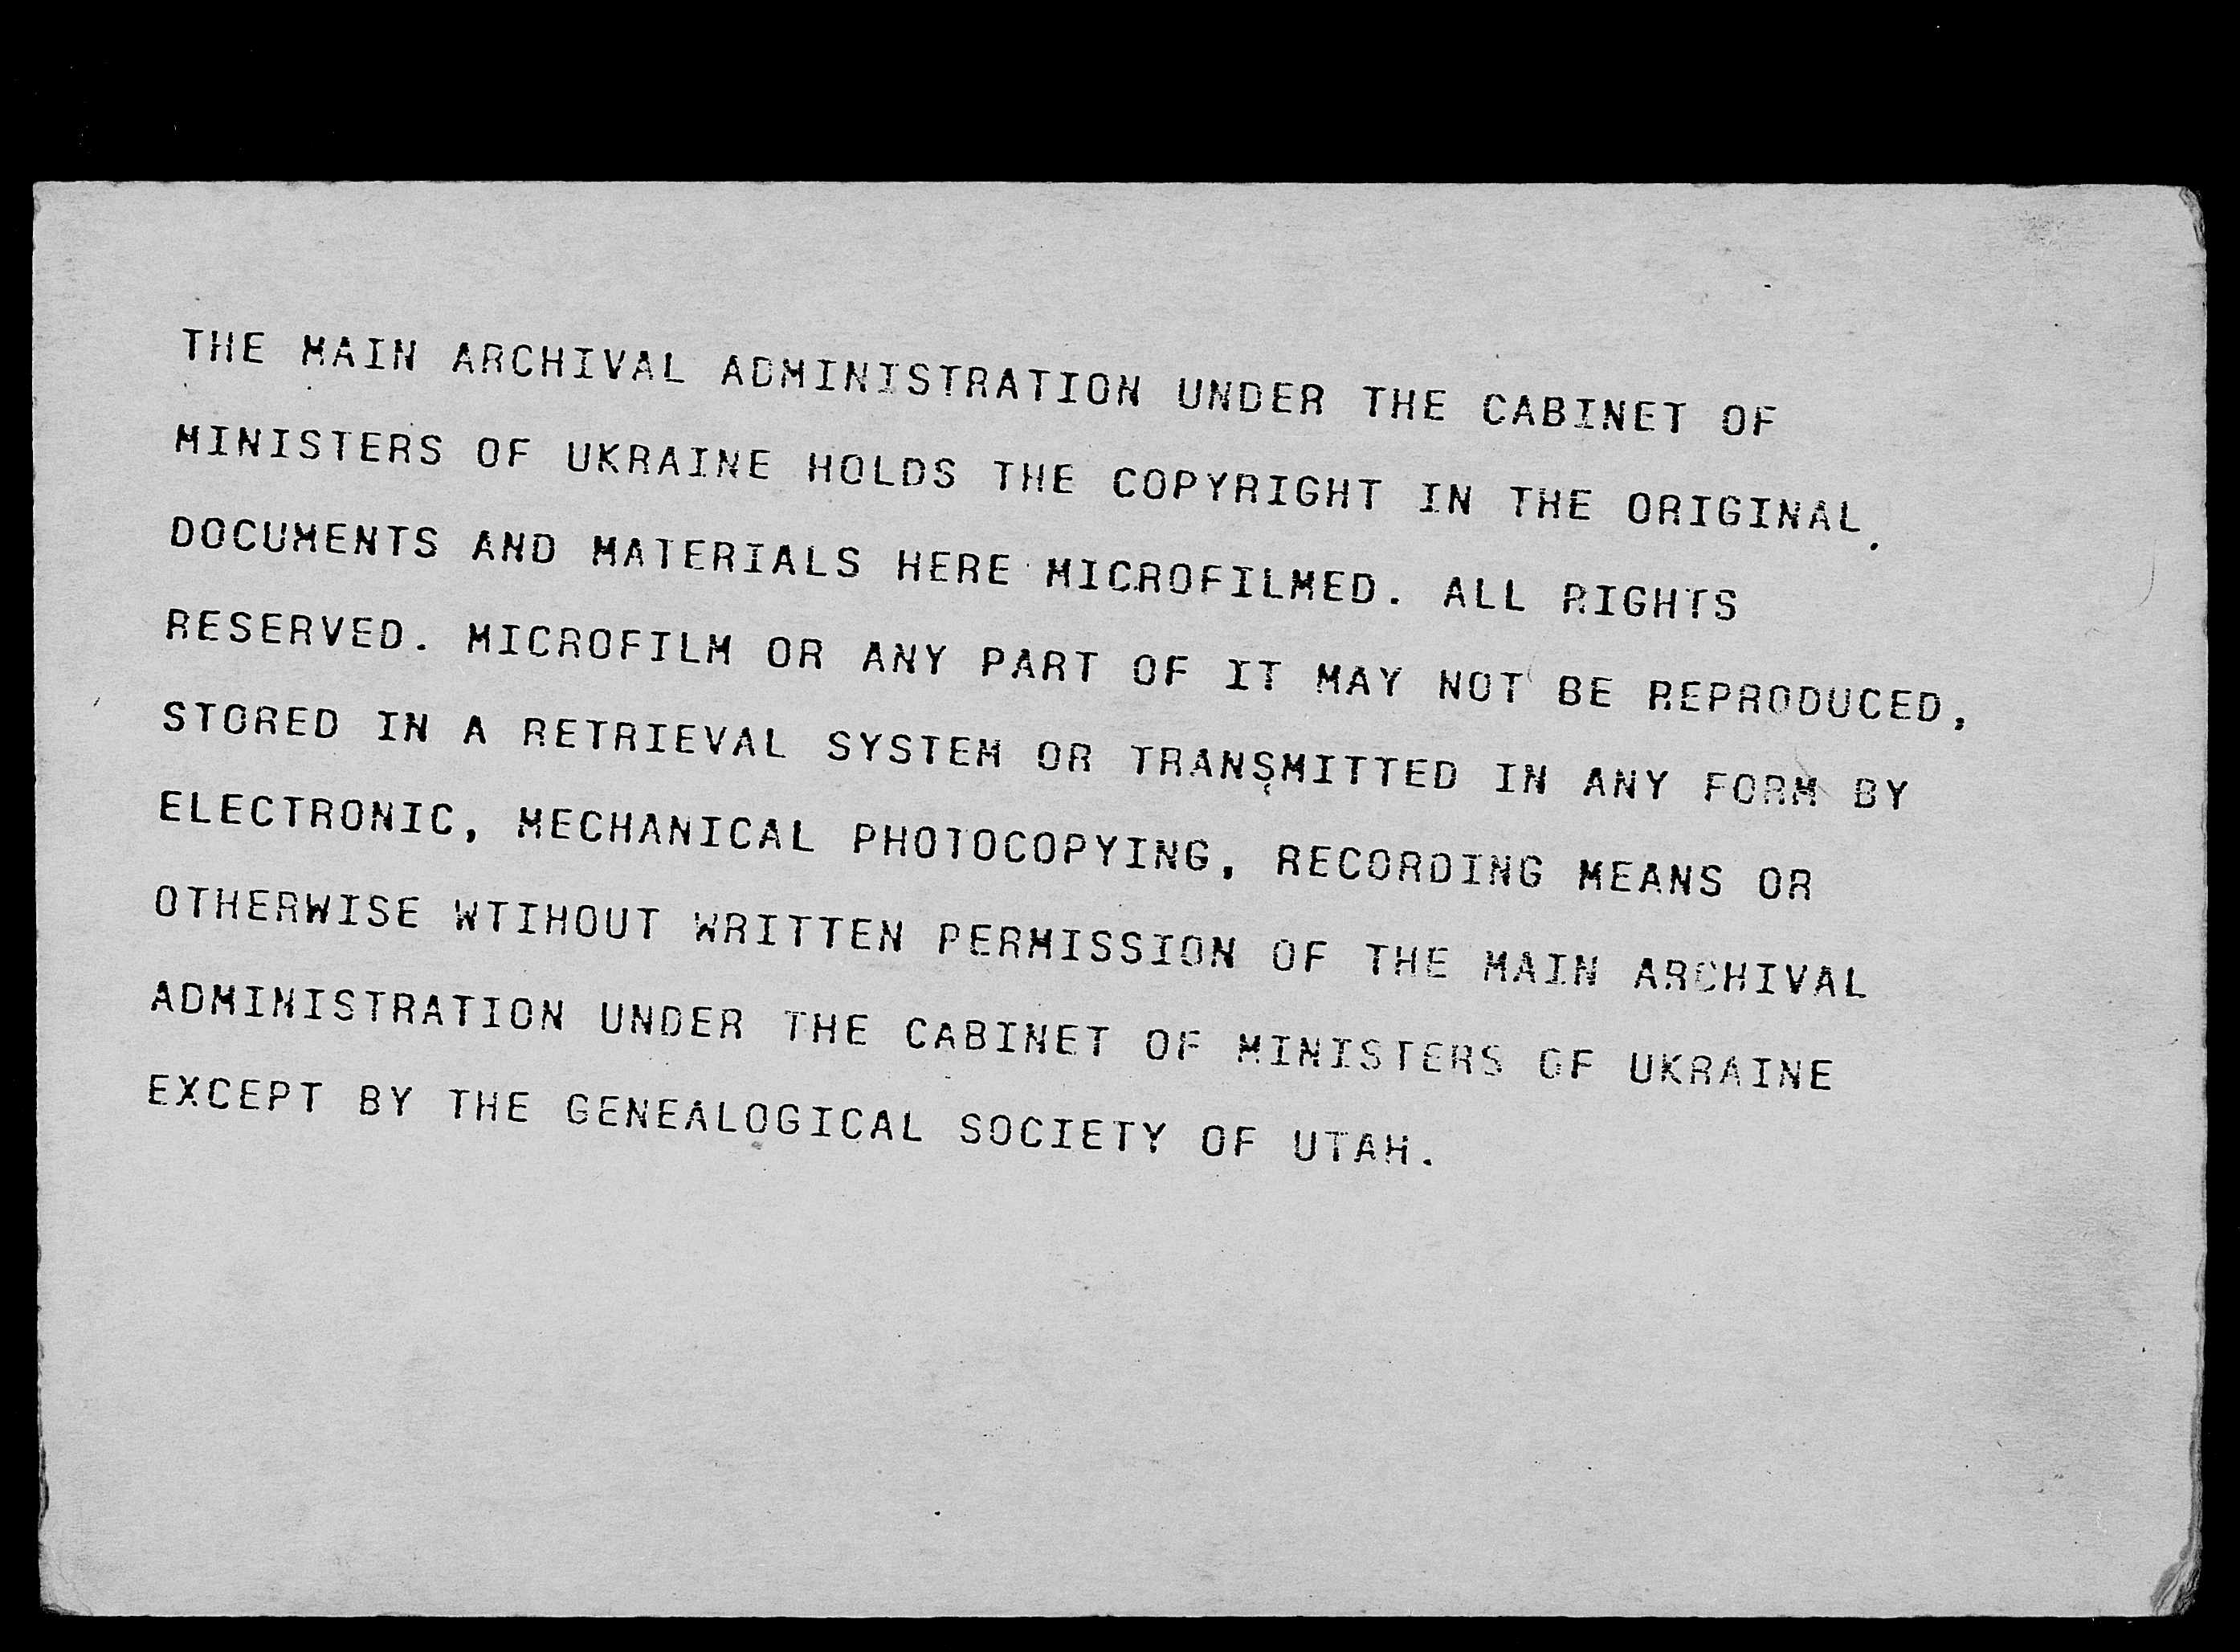 THE MAIN ARCHIVAL ADMINISTRATION UNDER THE CABINET OF
MINISTERS OF UKRAINE HOLDS THE COPYRIGHT IN THE ORIGINAL
DOCUMENTS AND MATERIALS HERE MICROFILMED. ALL RIGHTS
RESERVED. MICROFILM OR ANY PART OF IT MAY NOT BE REPRODUCED,
STORED IN A RETRIEVAL SYSTEM OR TRANSMITTED IN ANY FORM BY
ELECTRONIC, MECHANICAL PHOTOCOPYING, RECORDING MEANS OR
OTHERWISE WTIHOUT WRITTEN PERMISSION OF THE MAIN ARCHIVAL
ADMINISTRATION UNDER THE CABINET OF MINISTERS OF UKRAINE
EXCEPT BY THE GENEALOGICAL SOCIETY OF UTAH.